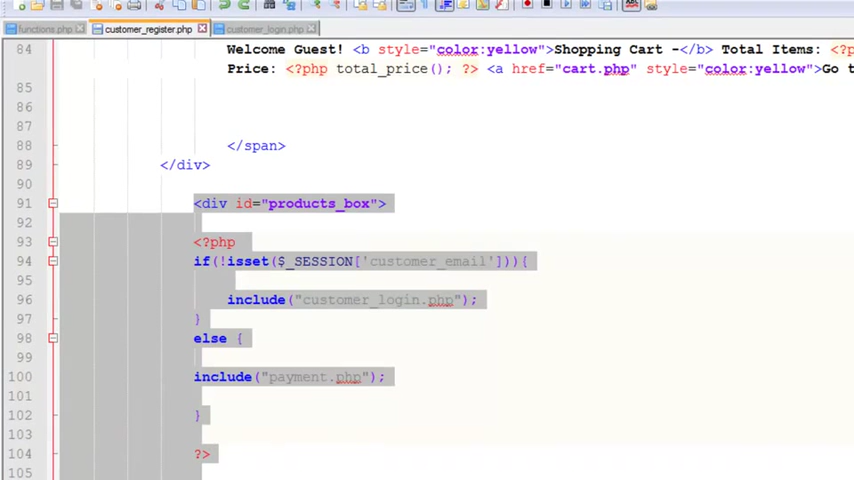 functions.php customer_register.php customer_login.php
84 Welcome Guest! <b style="color:yellow">Shopping Cart -</b> Total Items: <?p
Price: <?php total_price(); ?> <a href="cart.php" style="color:yellow">Go t
85
86
87
88 </span>
89 </div>
90
91 <div id="products_box">
92
93 <?php
94 if(!isset($_SESSION['customer_email'])){
95
96 include("customer_login.php");
97 }
98 else {
99
100 include("payment.php");
101
102 }
103
104 ?>
105